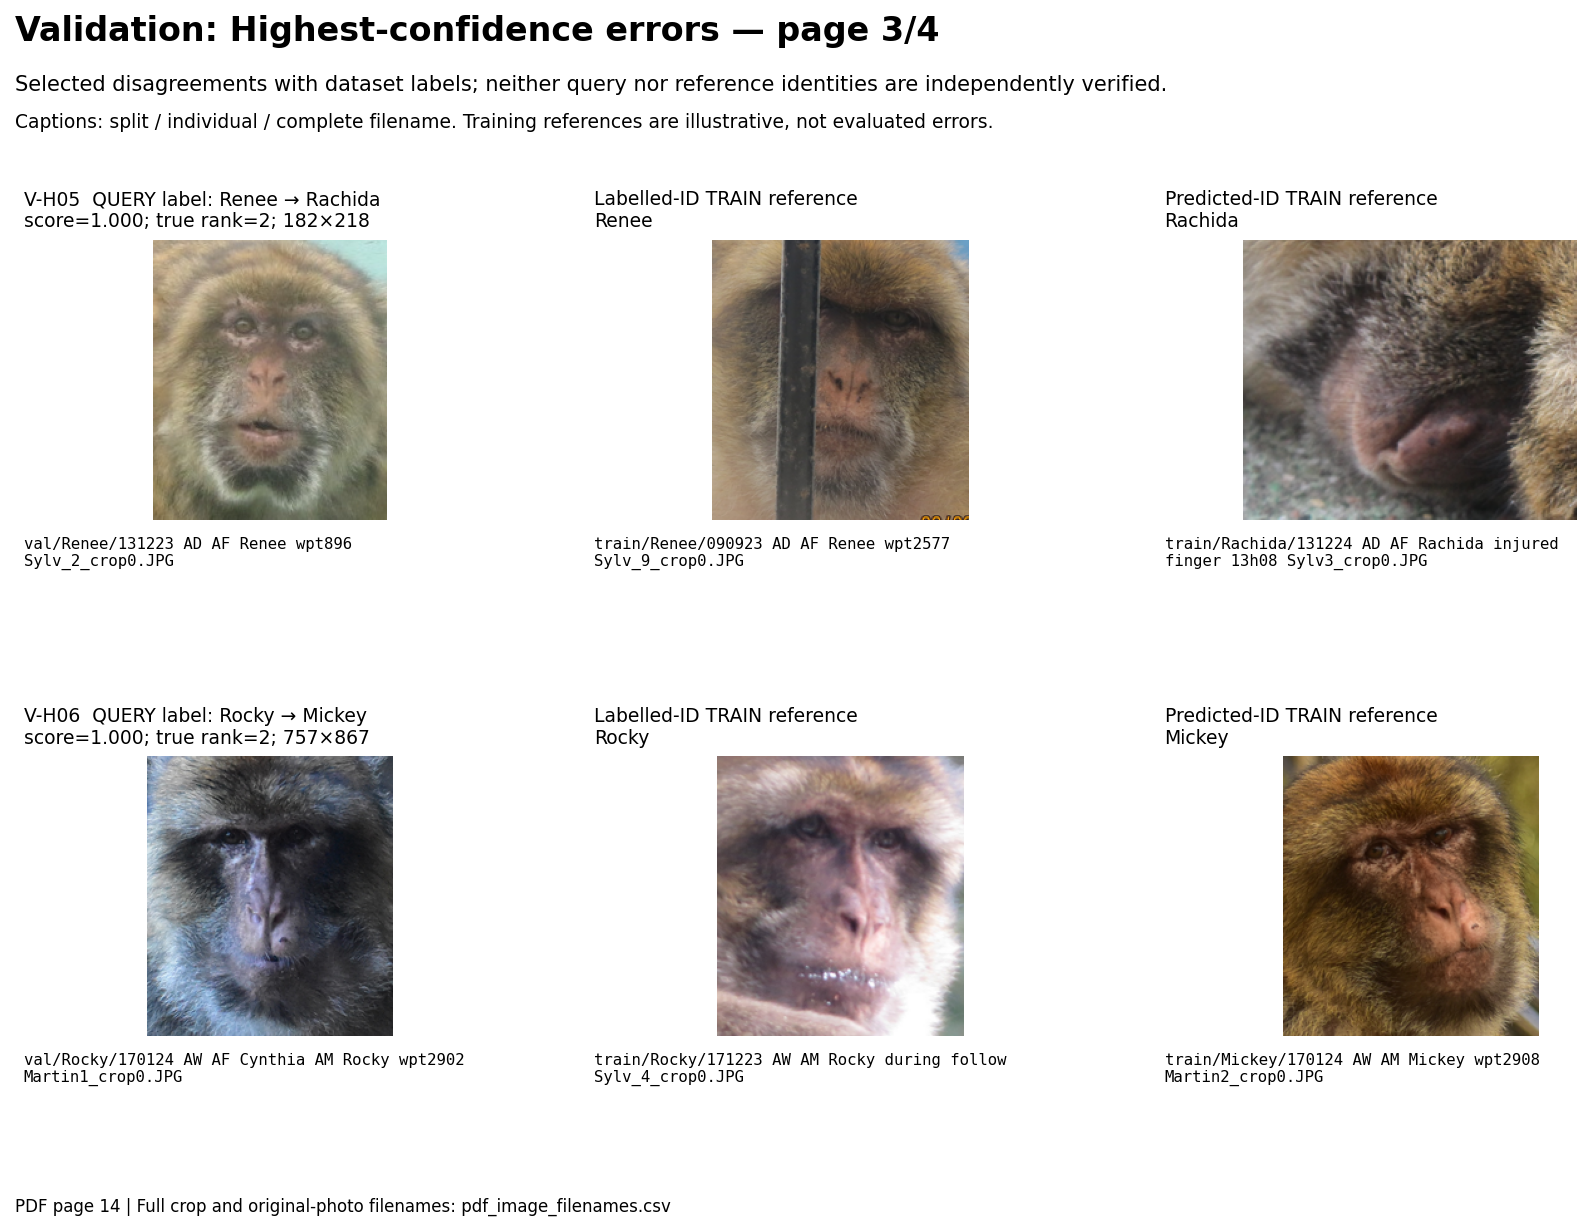 Validation: Highest-confidence errors — page 3/4
Selected disagreements with dataset labels; neither query nor reference identities are independently verified.
Captions: split / individual / complete filename. Training references are illustrative, not evaluated errors.
V-H05  QUERY label: Renee → Rachida
score=1.000; true rank=2; 182×218
Labelled-ID TRAIN reference
Renee
Predicted-ID TRAIN reference
Rachida
val/Renee/131223 AD AF Renee wpt896
Sylv_2_crop0.JPG
train/Renee/090923 AD AF Renee wpt2577
Sylv_9_crop0.JPG
train/Rachida/131224 AD AF Rachida injured
finger 13h08 Sylv3_crop0.JPG
V-H06  QUERY label: Rocky → Mickey
score=1.000; true rank=2; 757×867
Labelled-ID TRAIN reference
Rocky
Predicted-ID TRAIN reference
Mickey
val/Rocky/170124 AW AF Cynthia AM Rocky wpt2902
Martin1_crop0.JPG
train/Rocky/171223 AW AM Rocky during follow
Sylv_4_crop0.JPG
train/Mickey/170124 AW AM Mickey wpt2908
Martin2_crop0.JPG
PDF page 14 | Full crop and original-photo filenames: pdf_image_filenames.csv